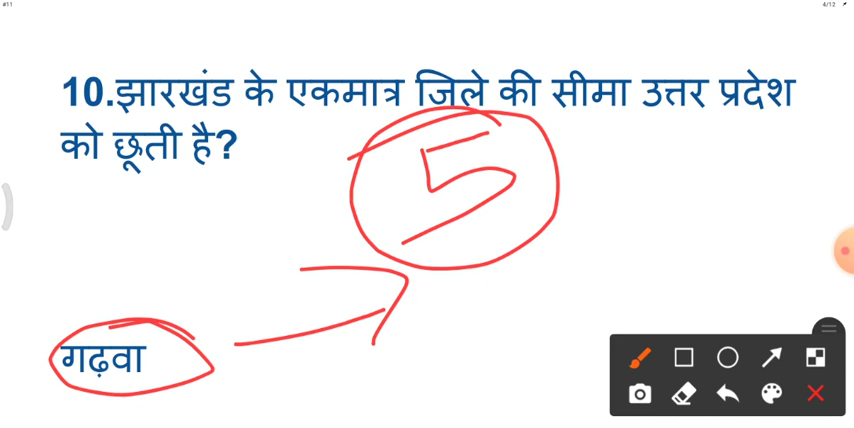 #11
4/12
10.झारखंड के एकमात्र जिले की सीमा उत्तर प्रदेश
को छूती है?
5
गढ़वा